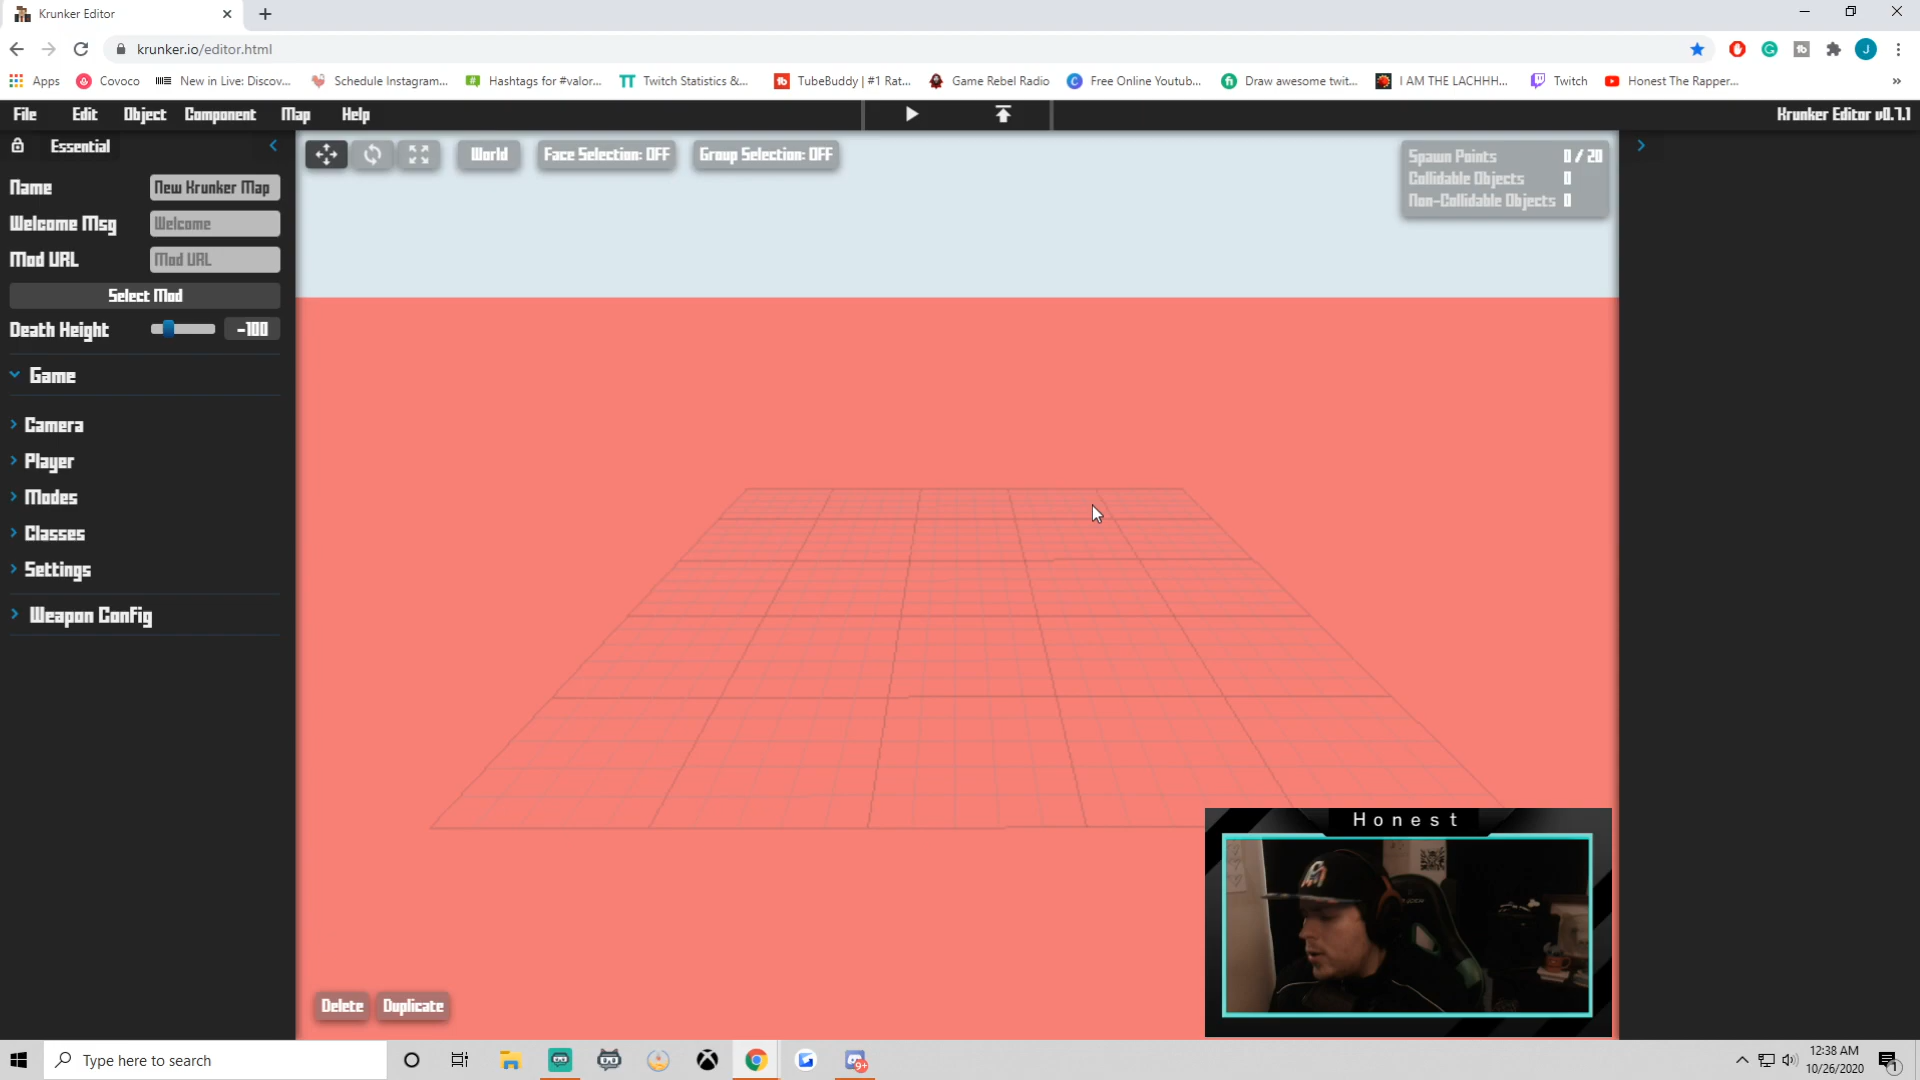 Krunker Editor
krunker.io/editor.html
Apps
Covoco
New in Live: Discov...
Schedule Instagram...
Hashtags for #valor...
Twitch Statistics &...
TubeBuddy | #1 Rat...
Game Rebel Radio
Free Online Youtub...
Draw awesome twit...
I AM THE LACHHH...
Twitch
Honest The Rapper...
File Edit Object Component Map Help
Krunker Editor v0.7.1
Essential
Name New Krunker Map
Welcome Msg Welcome
Mod URL Mod URL
Select Mod
Death Height -100
Game
Camera
Player
Modes
Classes
Settings
Weapon Config
World
Face Selection: OFF
Group Selection: OFF
Spawn Points 0 / 20
Collidable Objects 0
Non-Collidable Objects 0
Honest
Delete Duplicate
Type here to search
9+
12:38 AM
10/26/2020
1